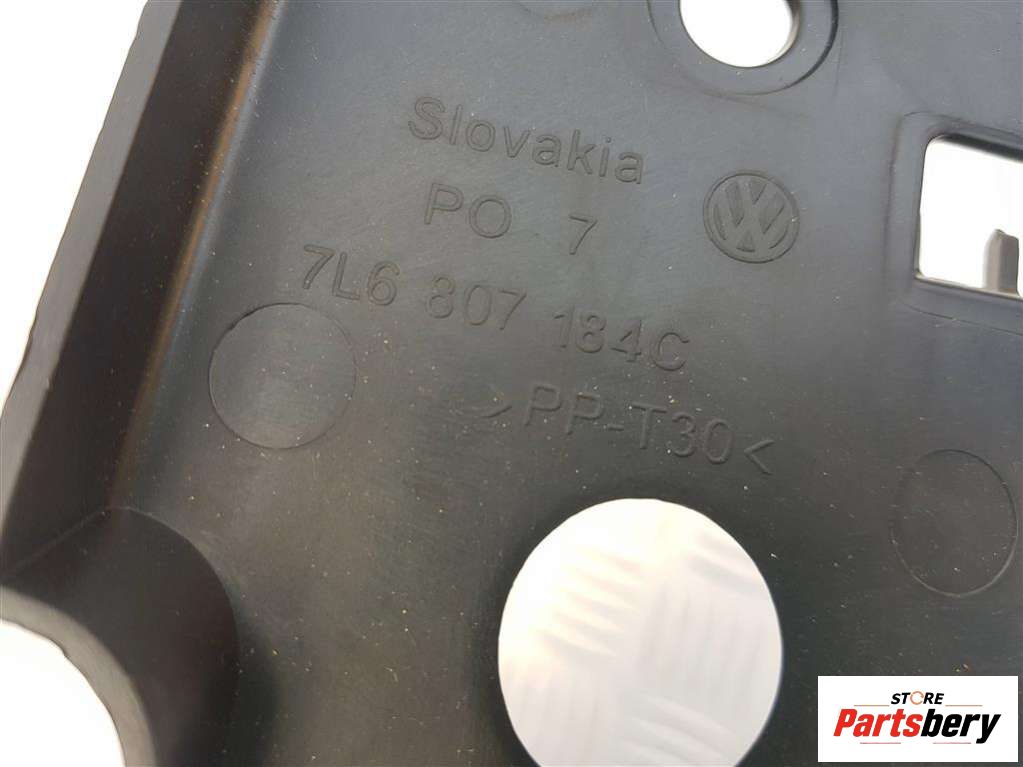 Slovakia
PO 7
7L6 807 184C
>PP-T30<
STORE
Partsbery